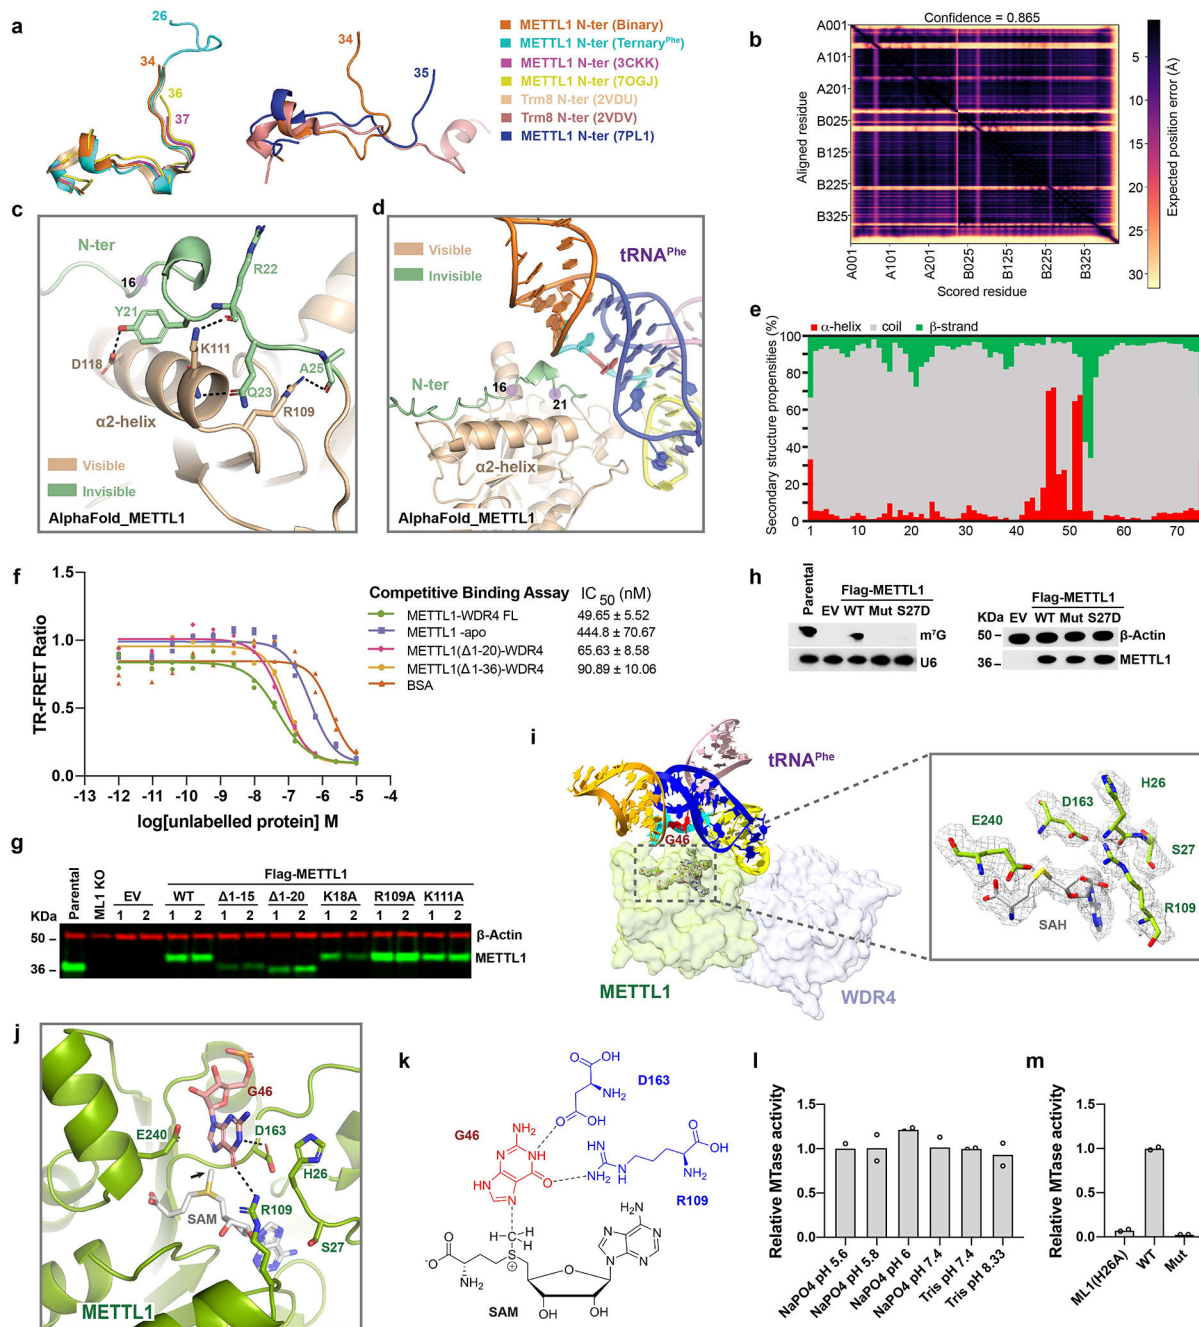 a
26
34
36
37
34
35
METTL1 N-ter (Binary)
METTL1 N-ter (Ternary^Phe)
METTL1 N-ter (3CKK)
METTL1 N-ter (7OGJ)
Trm8 N-ter (2VDU)
Trm8 N-ter (2VDV)
METTL1 N-ter (7PL1)
b
Confidence = 0.865
A001
A101
A201
B025
B125
B225
B325
Aligned residue
A001
A101
A201
B025
B125
B225
B325
Scored residue
5
10
15
20
25
30
Expected position error (Å)
c
N-ter
16
R22
Y21
D118
K111
A25
Q23
R109
α2-helix
Visible
Invisible
AlphaFold_METTL1
d
Visible
Invisible
tRNA^Phe
N-ter
16
21
α2-helix
AlphaFold_METTL1
e
α-helix
coil
β-strand
Secondary structure propensities (%)
100
80
60
40
20
0
1
10
20
30
40
50
60
70
f
1.5
1.0
0.5
0.0
TR-FRET Ratio
-13 -12 -11 -10 -9 -8 -7 -6 -5 -4
log[unlabelled protein] M
Competitive Binding Assay IC50 (nM)
METTL1-WDR4 FL 49.65 ± 5.52
METTL1 -apo 444.8 ± 70.67
METTL1(Δ1-20)-WDR4 65.63 ± 8.58
METTL1(Δ1-36)-WDR4 90.89 ± 10.06
BSA
h
Parental
Flag-METTL1
EV WT Mut S27D
m⁷G
U6
Flag-METTL1
KDa EV WT Mut S27D
50 β-Actin
36 METTL1
g
Flag-METTL1
Parental
ML1 KO
EV WT Δ1-15 Δ1-20 K18A R109A K111A
KDa 1 2 1 2 1 2 1 2 1 2 1 2 1 2
50 β-Actin
METTL1
36
i
tRNA^Phe
G46
METTL1
WDR4
H26
D163
E240
S27
R109
SAH
j
G46
E240
D163
H26
R109
SAM
S27
METTL1
k
O
OH
D163
NH2
O
OH
G46
NH2
N
NH
HN
N
O
NH
NH2
N
H
O
OH
NH2
R109
H
C
H
H
S
⊕
O
⁻O
NH2
SAM
O
OH
OH
NH2
N
N
N
N
l
Relative MTase activity
1.5
1.0
0.5
0.0
NaPO4 pH 5.6
NaPO4 pH 5.8
NaPO4 pH 6
NaPO4 pH 7.4
Tris pH 7.4
Tris pH 8.33
m
Relative MTase activity
1.5
1.0
0.5
0.0
ML1(H26A)
WT
Mut